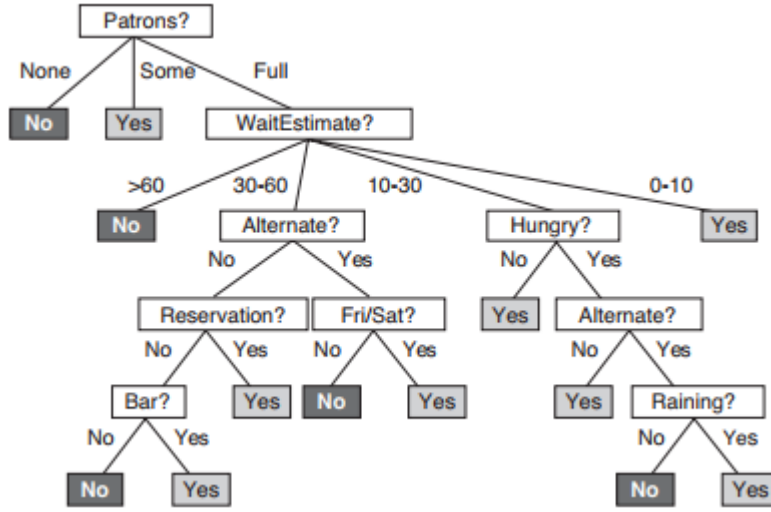 Patrons?
None Some Full
No Yes WaitEstimate?
>60 30-60 10-30 0-10
No Alternate? Hungry? Yes
No Yes No Yes
Reservation? Fri/Sat? Yes Alternate?
No Yes No Yes No Yes
Bar? Yes No Yes Yes Raining?
No Yes No Yes
No Yes No Yes